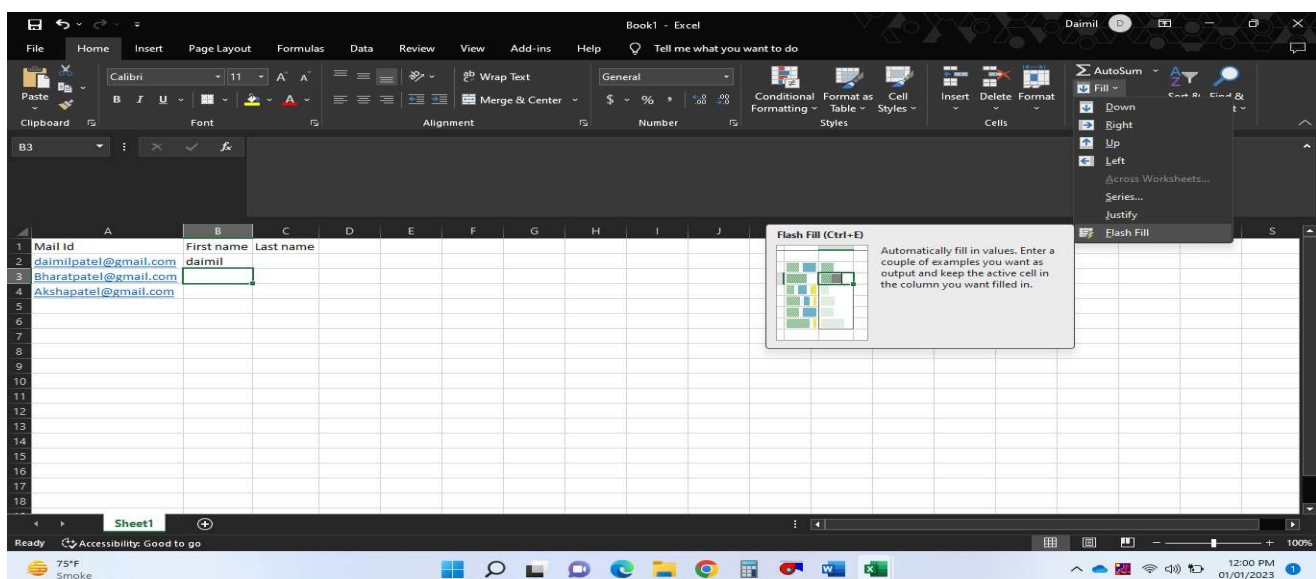 Book1 - Excel
Daimil D
File Home Insert Page Layout Formulas Data Review View Add-ins Help Tell me what you want to do
Calibri 11 A A Wrap Text General AutoSum
Paste B I U A Merge & Center $ % , Conditional Formatting Format as Table Cell Styles Insert Delete Format Fill
Clipboard Font Alignment Number Styles Cells
Down
Right
Up
Left
Across Worksheets...
Series...
Justify
Flash Fill
B3 fx
A B C D E F G H I J S
Flash Fill (Ctrl+E)
Automatically fill in values. Enter a
couple of examples you want as
output and keep the active cell in
the column you want filled in.
1 Mail Id First name Last name
2 daimilpatel@gmail.com daimil
3 Bharatpatel@gmail.com
4 Akshapatel@gmail.com
5
6
7
8
9
10
11
12
13
14
15
16
17
18
Sheet1
Ready Accessibility: Good to go 100%
75°F
Smoke
12:00 PM
01/01/2023
1